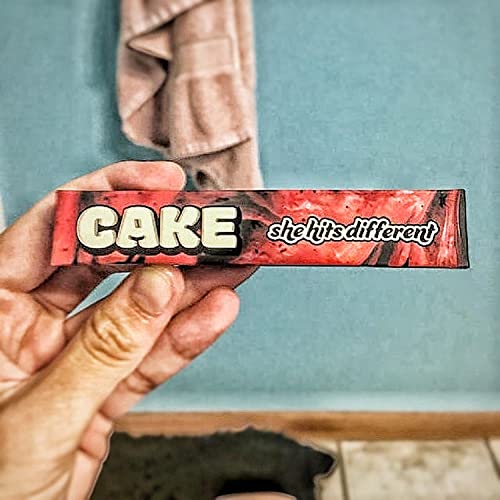 CAKE she hits different